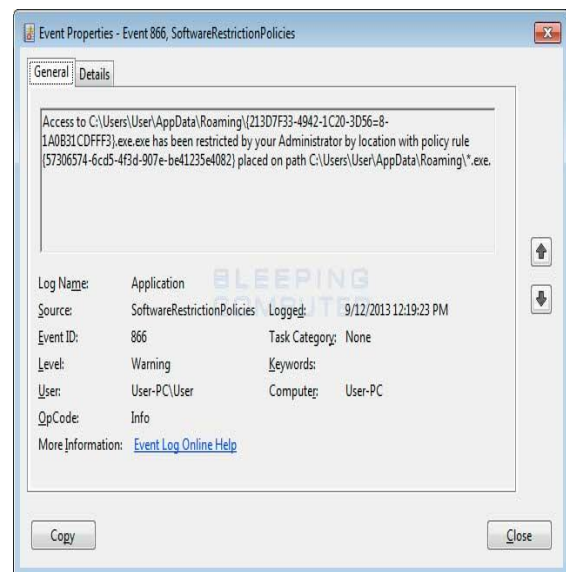 Event Properties - Event 866, SoftwareRestrictionPolicies
General Details
Access to C:\Users\User\AppData\Roaming\{213D7F33-4942-1C20-3D56=8-
1A0B31CDFFF3}.exe.exe has been restricted by your Administrator by location with policy rule
{57306574-6cd5-4f3d-907e-be41235e4082} placed on path C:\Users\User\AppData\Roaming\*.exe.
BLEEPING
COMPUTER
Log Name: Application
Source: SoftwareRestrictionPolicies Logged: 9/12/2013 12:19:23 PM
Event ID: 866 Task Category: None
Level: Warning Keywords:
User: User-PC\User Computer: User-PC
OpCode: Info
More Information: Event Log Online Help
Copy Close